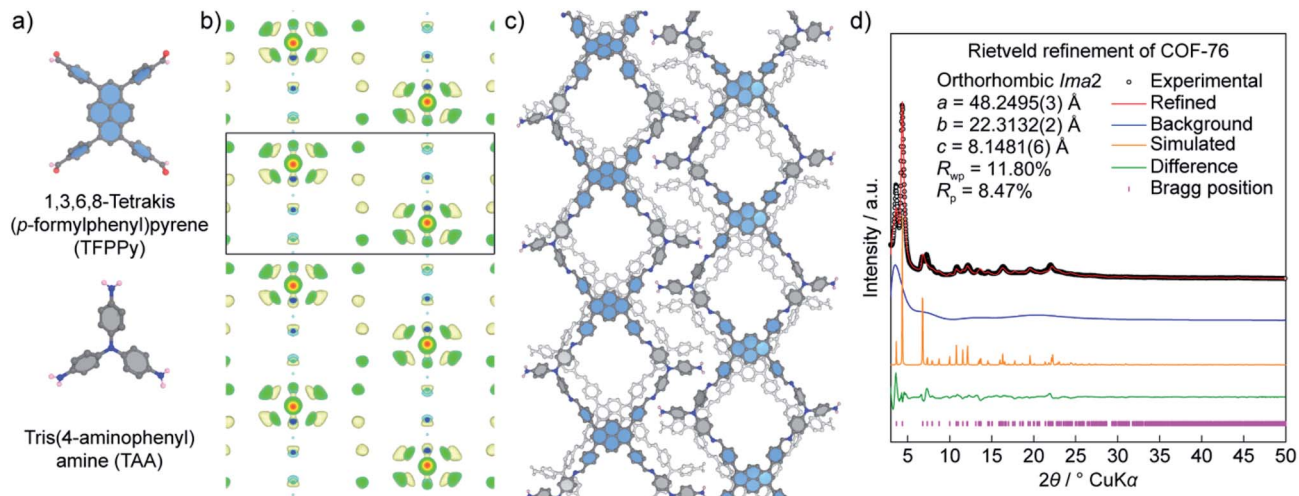 a)
1,3,6,8-Tetrakis
(p-formylphenyl)pyrene
(TFPPy)
Tris(4-aminophenyl)
amine (TAA)
b)
c)
d)
Rietveld refinement of COF-76
Orthorhombic Ima2
a = 48.2495(3) Å
b = 22.3132(2) Å
c = 8.1481(6) Å
Rwp = 11.80%
Rp = 8.47%
Experimental
Refined
Background
Simulated
Difference
Bragg position
Intensity / a.u.
5 10 15 20 25 30 35 40 45 50
2θ / ° CuKα